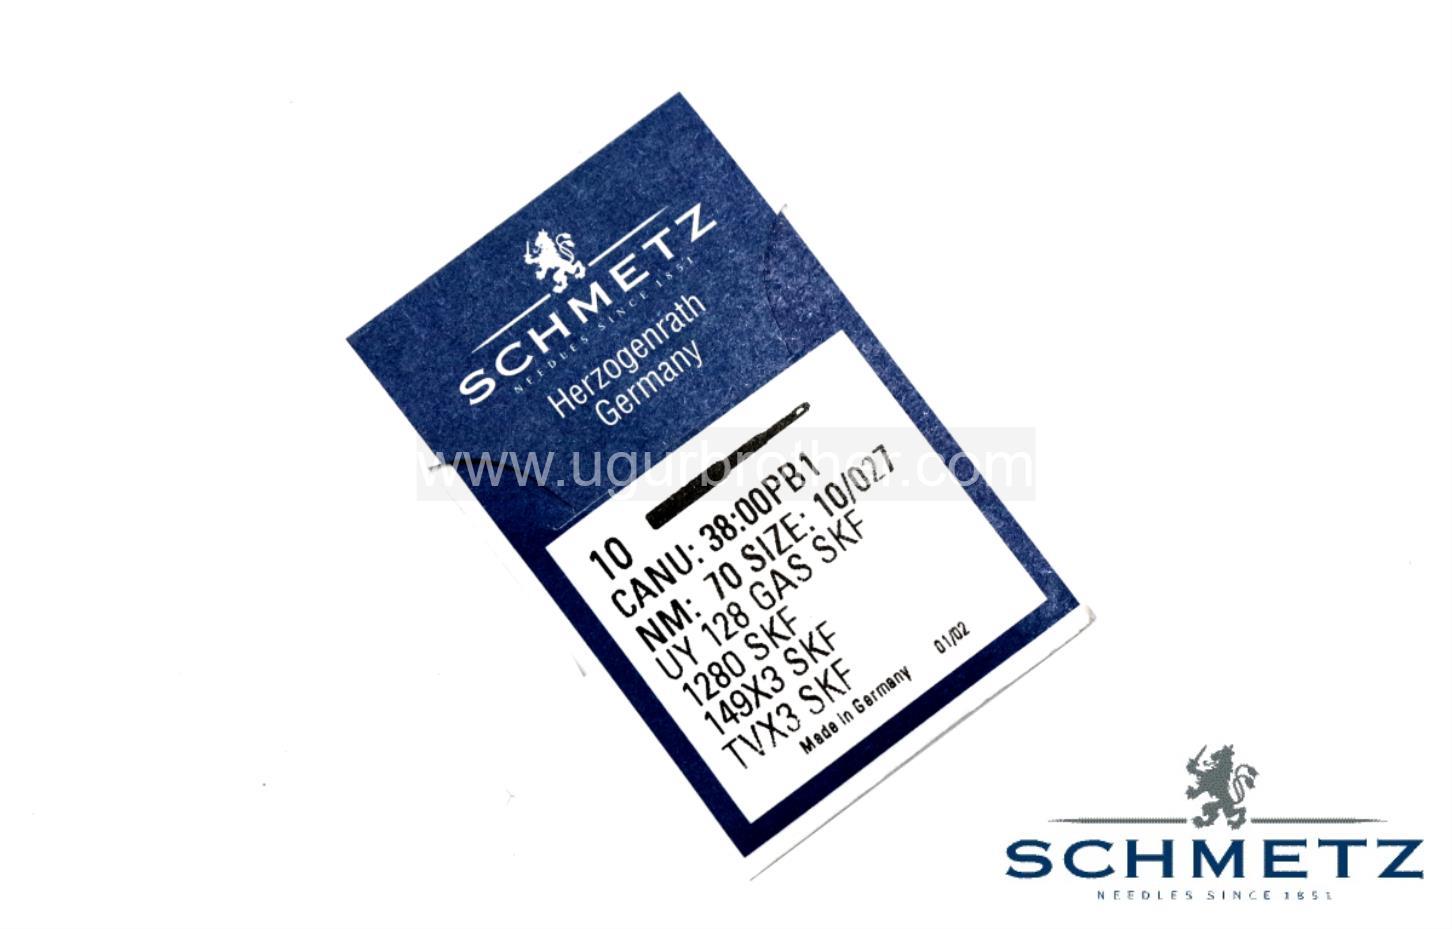 SCHMETZ
NEEDLES SINCE 1851
Herzogenrath
Germany
www.ugurbrother.com
10
CANU: 38:00PB1
NM: 70 SIZE: 10/027
UY 128 GAS SKF
1280 SKF
149X3 SKF
TVX3 SKF
Made in Germany 01/02
SCHMETZ
NEEDLES SINCE 1851